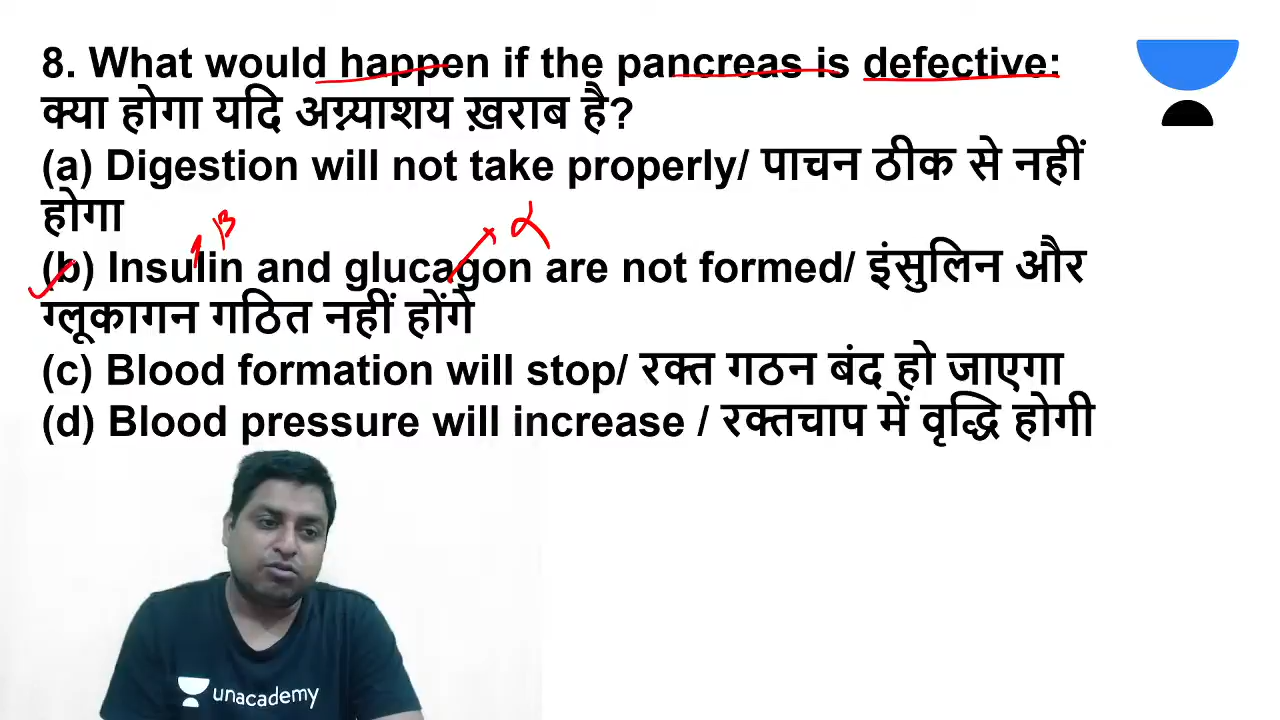 8. What would happen if the pancreas is defective:
क्या होगा यदि अग्न्याशय ख़राब है?
(a) Digestion will not take properly/ पाचन ठीक से नहीं
होगा
β α
(b) Insulin and glucagon are not formed/ इंसुलिन और
ग्लूकागन गठित नहीं होंगे
(c) Blood formation will stop/ रक्त गठन बंद हो जाएगा
(d) Blood pressure will increase / रक्तचाप में वृद्धि होगी
unacademy